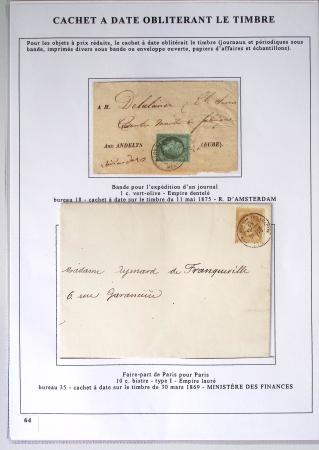 CACHET A DATE OBLITERANT LE TIMBRE
Pour les objets à prix réduits, le cachet à date oblitérait le timbre (journaux et périodiques sous
bande, imprimés divers sous bande ou enveloppe ouverte, papiers d'affaires et échantillons).
A M.
Aux ANDELYS (EURE)
Bande pour l'expédition d'un journal
1 c. vert-olive - Empire dentelé
bureau 18 - cachet à date sur le timbre du 11 mai 1875 - R. D'AMSTERDAM
Madame Aymard de Franqueville
6, rue Garancière
Faire-part de Paris pour Paris
10 c. bistre - type I - Empire lauré
bureau 35 - cachet à date sur le timbre du 30 mars 1869 - MINISTÈRE DES FINANCES
64